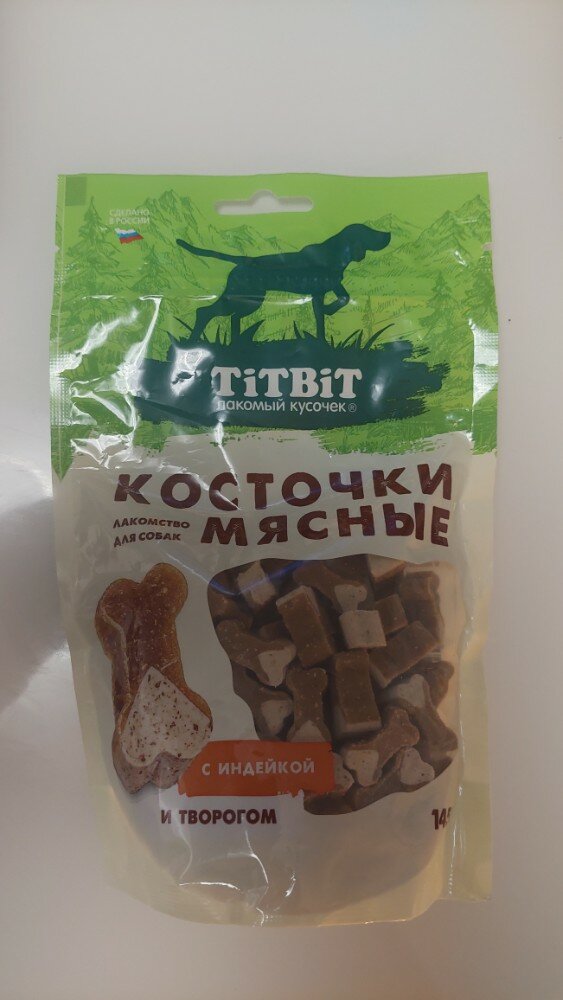 СДЕЛАНО
В РОССИИ
TiTBiT
лакомый кусочек®
КОСТОЧКИ
ЛАКОМСТВО
ДЛЯ СОБАК
МЯСНЫЕ
С ИНДЕЙКОЙ
И ТВОРОГОМ